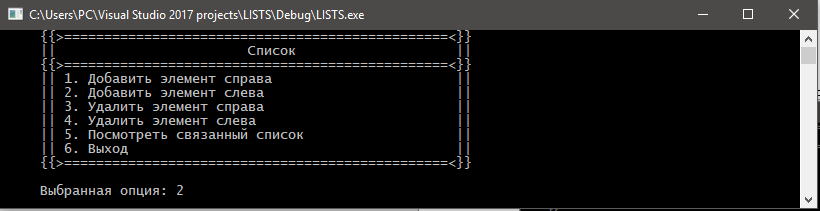 C:\Users\PC\Visual Studio 2017 projects\LISTS\Debug\LISTS.exe
{{>================================================<}}
||                        Список                    ||
{{>================================================<}}
|| 1. Добавить элемент справа                       ||
|| 2. Добавить элемент слева                        ||
|| 3. Удалить элемент справа                        ||
|| 4. Удалить элемент слева                         ||
|| 5. Посмотреть связанный список                   ||
|| 6. Выход                                         ||
{{>================================================<}}
Выбранная опция: 2